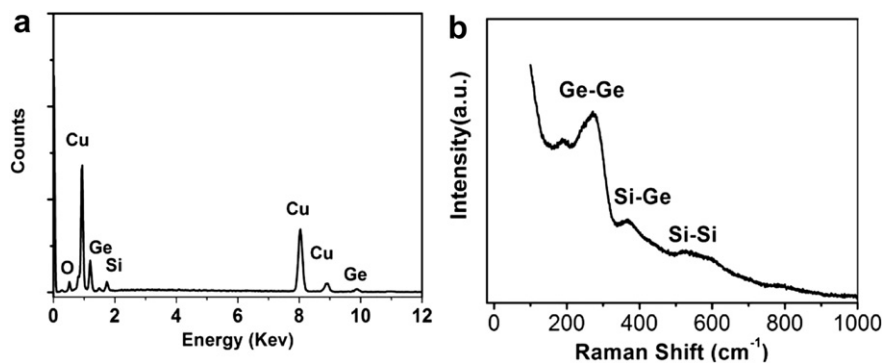 a
Counts
Cu
O
Ge
Si
Cu
Cu
Ge
0 2 4 6 8 10 12
Energy (Kev)
b
Intensity(a.u.)
Ge-Ge
Si-Ge
Si-Si
0 200 400 600 800 1000
Raman Shift (cm⁻¹)